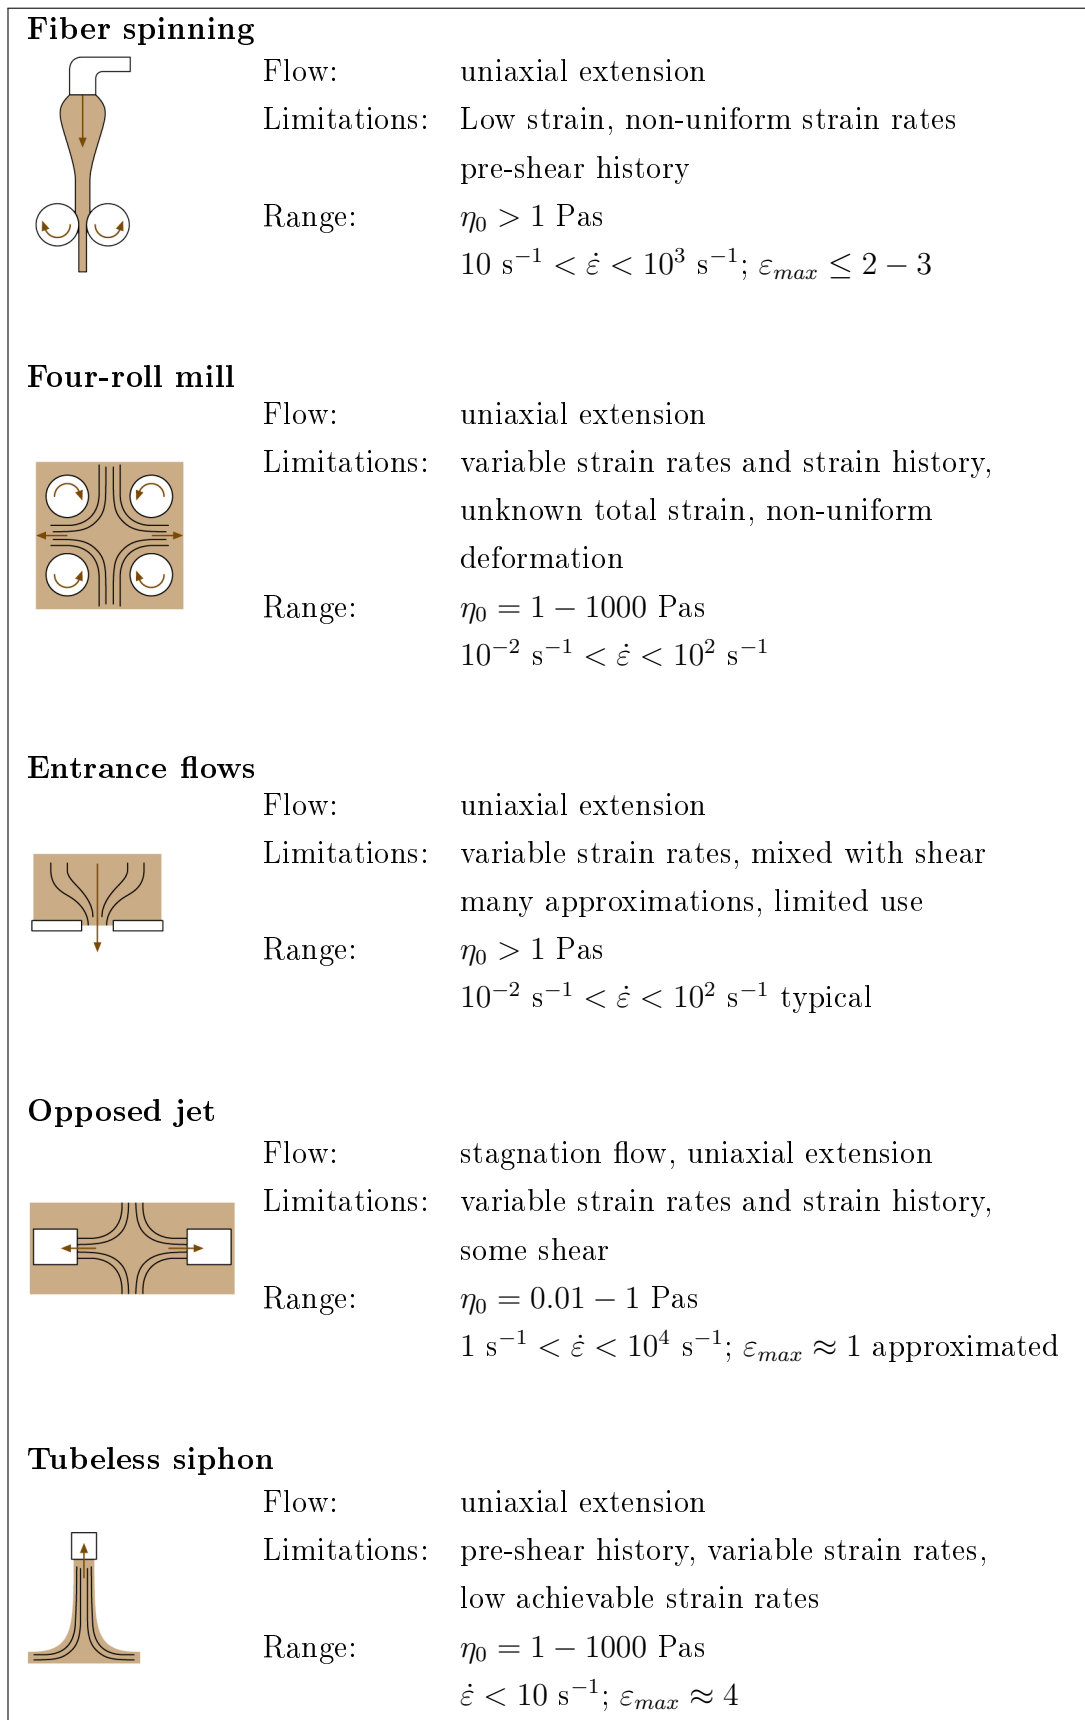 Fiber spinning
Flow: uniaxial extension
Limitations: Low strain, non-uniform strain rates
pre-shear history
Range: η₀ > 1 Pas
10 s⁻¹ < ε̇ < 10³ s⁻¹; εₘₐₓ ≤ 2 − 3
Four-roll mill
Flow: uniaxial extension
Limitations: variable strain rates and strain history,
unknown total strain, non-uniform
deformation
Range: η₀ = 1 − 1000 Pas
10⁻² s⁻¹ < ε̇ < 10² s⁻¹
Entrance flows
Flow: uniaxial extension
Limitations: variable strain rates, mixed with shear
many approximations, limited use
Range: η₀ > 1 Pas
10⁻² s⁻¹ < ε̇ < 10² s⁻¹ typical
Opposed jet
Flow: stagnation flow, uniaxial extension
Limitations: variable strain rates and strain history,
some shear
Range: η₀ = 0.01 − 1 Pas
1 s⁻¹ < ε̇ < 10⁴ s⁻¹; εₘₐₓ ≈ 1 approximated
Tubeless siphon
Flow: uniaxial extension
Limitations: pre-shear history, variable strain rates,
low achievable strain rates
Range: η₀ = 1 − 1000 Pas
ε̇ < 10 s⁻¹; εₘₐₓ ≈ 4